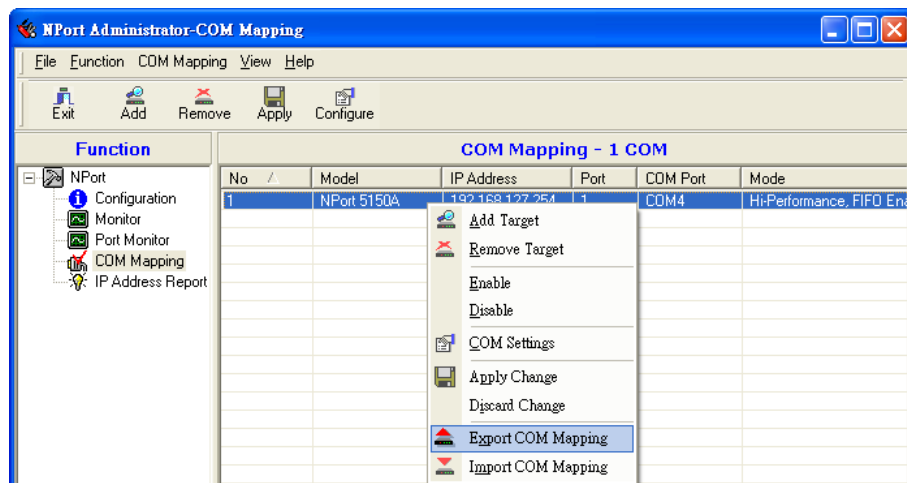 NPort Administrator-COM Mapping
File Function COM Mapping View Help
Exit Add Remove Apply Configure
Function
COM Mapping - 1 COM
NPort
Configuration
Monitor
Port Monitor
COM Mapping
IP Address Report
No Model IP Address Port COM Port Mode
1 NPort 5150A 192.168.127.254 1 COM4 Hi-Performance, FIFO Ena
Add Target
Remove Target
Enable
Disable
COM Settings
Apply Change
Discard Change
Export COM Mapping
Import COM Mapping